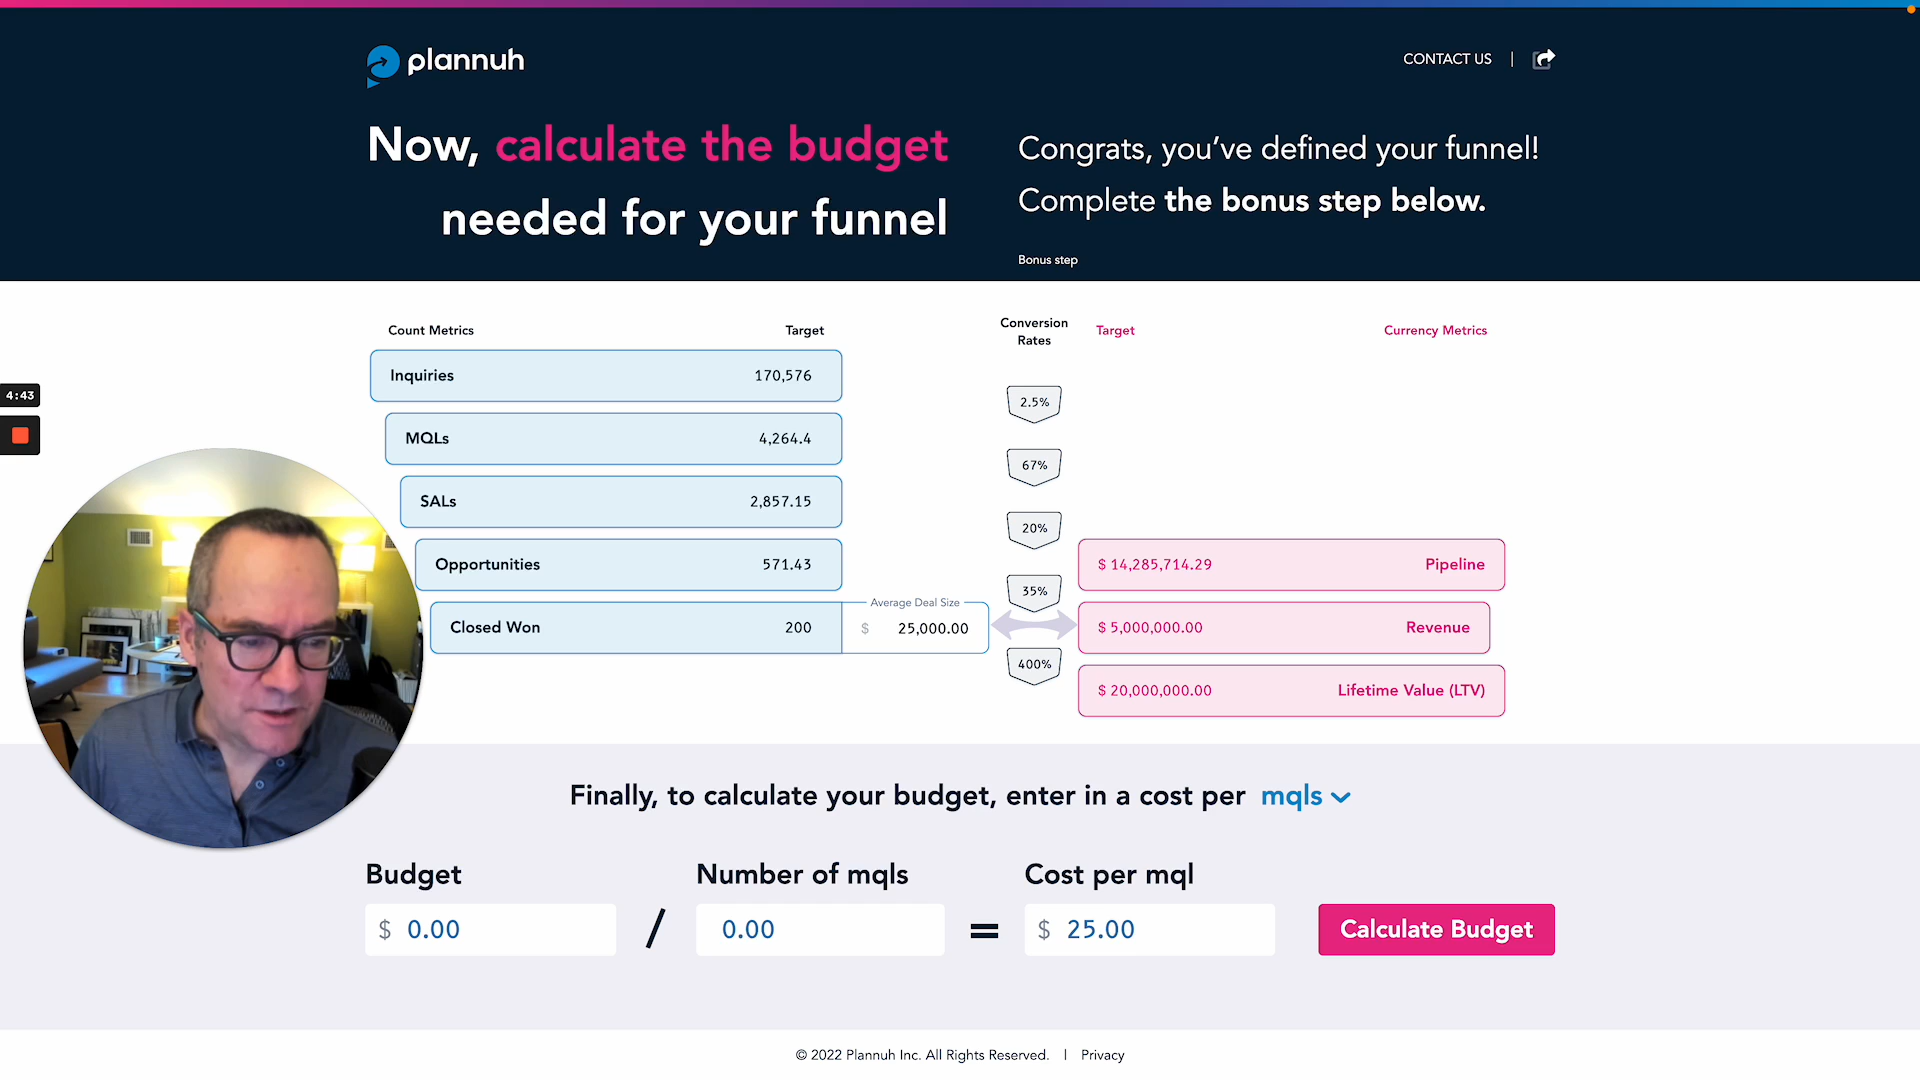 plannuh
CONTACT US |
Now, calculate the budget
needed for your funnel
Congrats, you’ve defined your funnel!
Complete the bonus step below.
Bonus step
Count Metrics Target
Conversion
Rates
Target Currency Metrics
Inquiries 170,576
2.5%
MQLs 4,264.4
67%
SALs 2,857.15
20%
Opportunities 571.43
$ 14,285,714.29 Pipeline
35%
Average Deal Size
Closed Won 200 $ 25,000.00
$ 5,000,000.00 Revenue
400%
$ 20,000,000.00 Lifetime Value (LTV)
4:43
Finally, to calculate your budget, enter in a cost per mqls
Budget Number of mqls Cost per mql
$ 0.00 / 0.00 = $ 25.00 Calculate Budget
© 2022 Plannuh Inc. All Rights Reserved. | Privacy